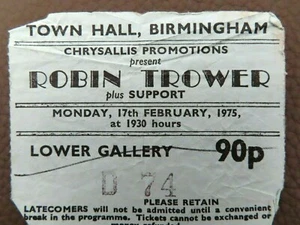 TOWN HALL, BIRMINGHAM
CHRYSALLIS PROMOTIONS
present
ROBIN TROWER
plus SUPPORT
MONDAY, 17th FEBRUARY, 1975,
at 1930 hours
LOWER GALLERY 90p
D 74
PLEASE RETAIN
LATECOMERS will not be admitted until a convenient
break in the programme. Tickets cannot be exchanged or
money refunded